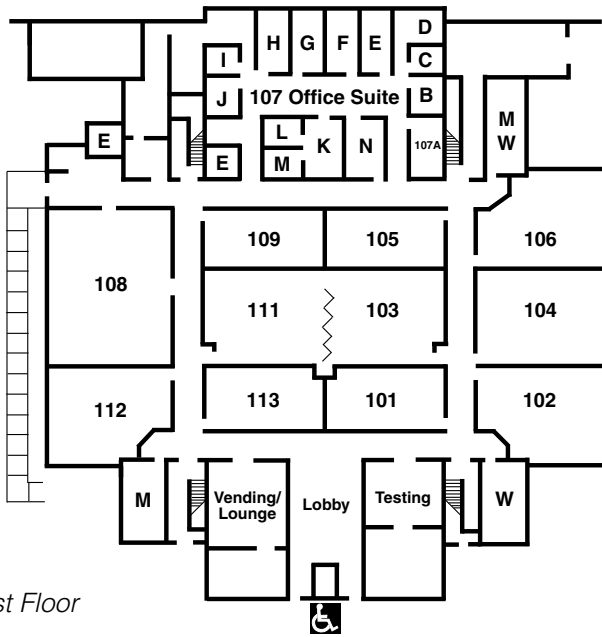 H G F E D
I C
J 107 Office Suite B
L
E K N 107A M
W
M E
109 105 106
108
111 103 104
112 113 101 102
M Vending/
Lounge Lobby Testing W
st Floor